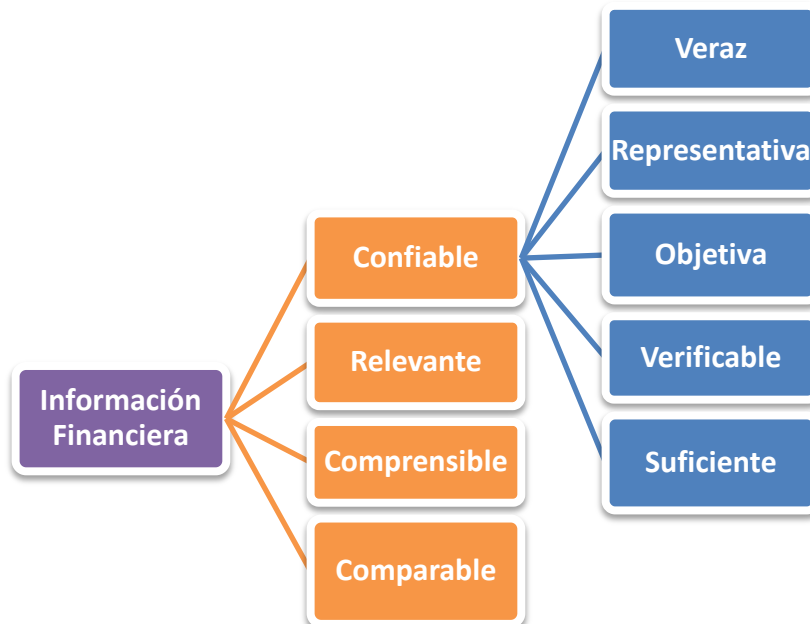 Información
Financiera
Confiable
Relevante
Comprensible
Comparable
Veraz
Representativa
Objetiva
Verificable
Suficiente